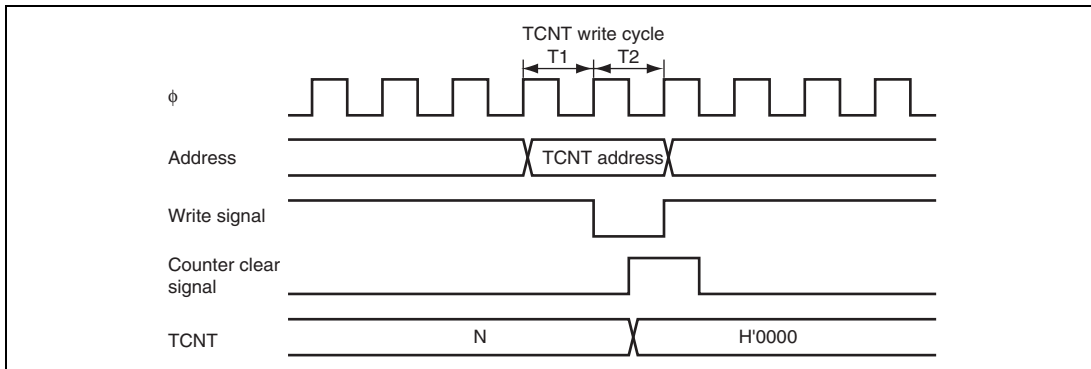 TCNT write cycle
T1 T2
ϕ
Address
TCNT address
Write signal
Counter clear
signal
TCNT
N
H'0000